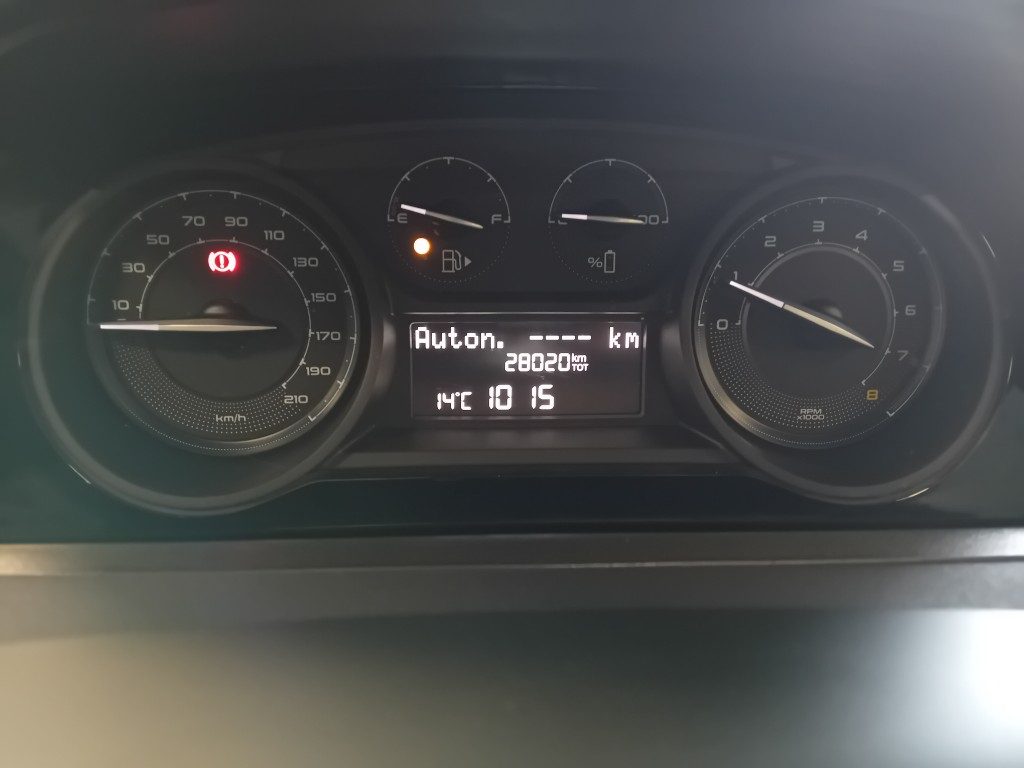 10 30 50 70 90 110 130 150 170 190 210
km/h
E F
%
Auton. ---- km
28020 km TOT
14°C 10 15
0 1 2 3 4 5 6 7 8
RPM
x1000